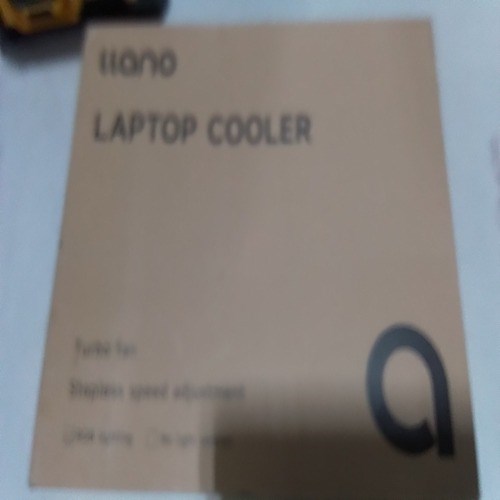 llano
LAPTOP COOLER
Turbo fan
Stepless speed adjustment
a